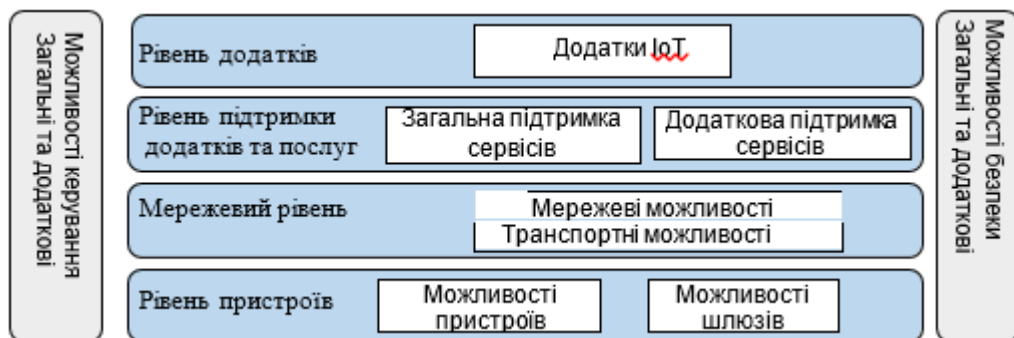 Можливості керування
Загальні та додаткові
Рівень додатків
Додатки IoT
Рівень підтримки
додатків та послуг
Загальна підтримка
сервісів
Додаткова підтримка
сервісів
Мережевий рівень
Мережеві можливості
Транспортні можливості
Рівень пристроїв
Можливості
пристроїв
Можливості
шлюзів
Можливості безпеки
Загальні та додаткові